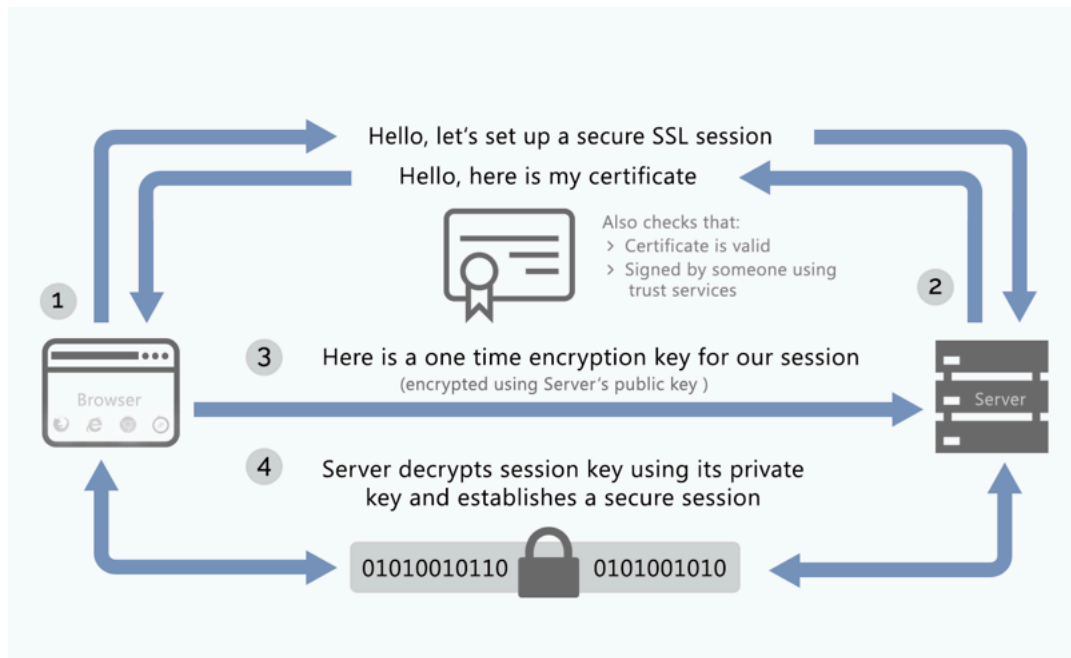 Hello, let's set up a secure SSL session
Hello, here is my certificate
Also checks that:
> Certificate is valid
> Signed by someone using
trust services
1
2
3
Here is a one time encryption key for our session
(encrypted using Server's public key )
Browser
Server
4
Server decrypts session key using its private
key and establishes a secure session
01010010110
0101001010